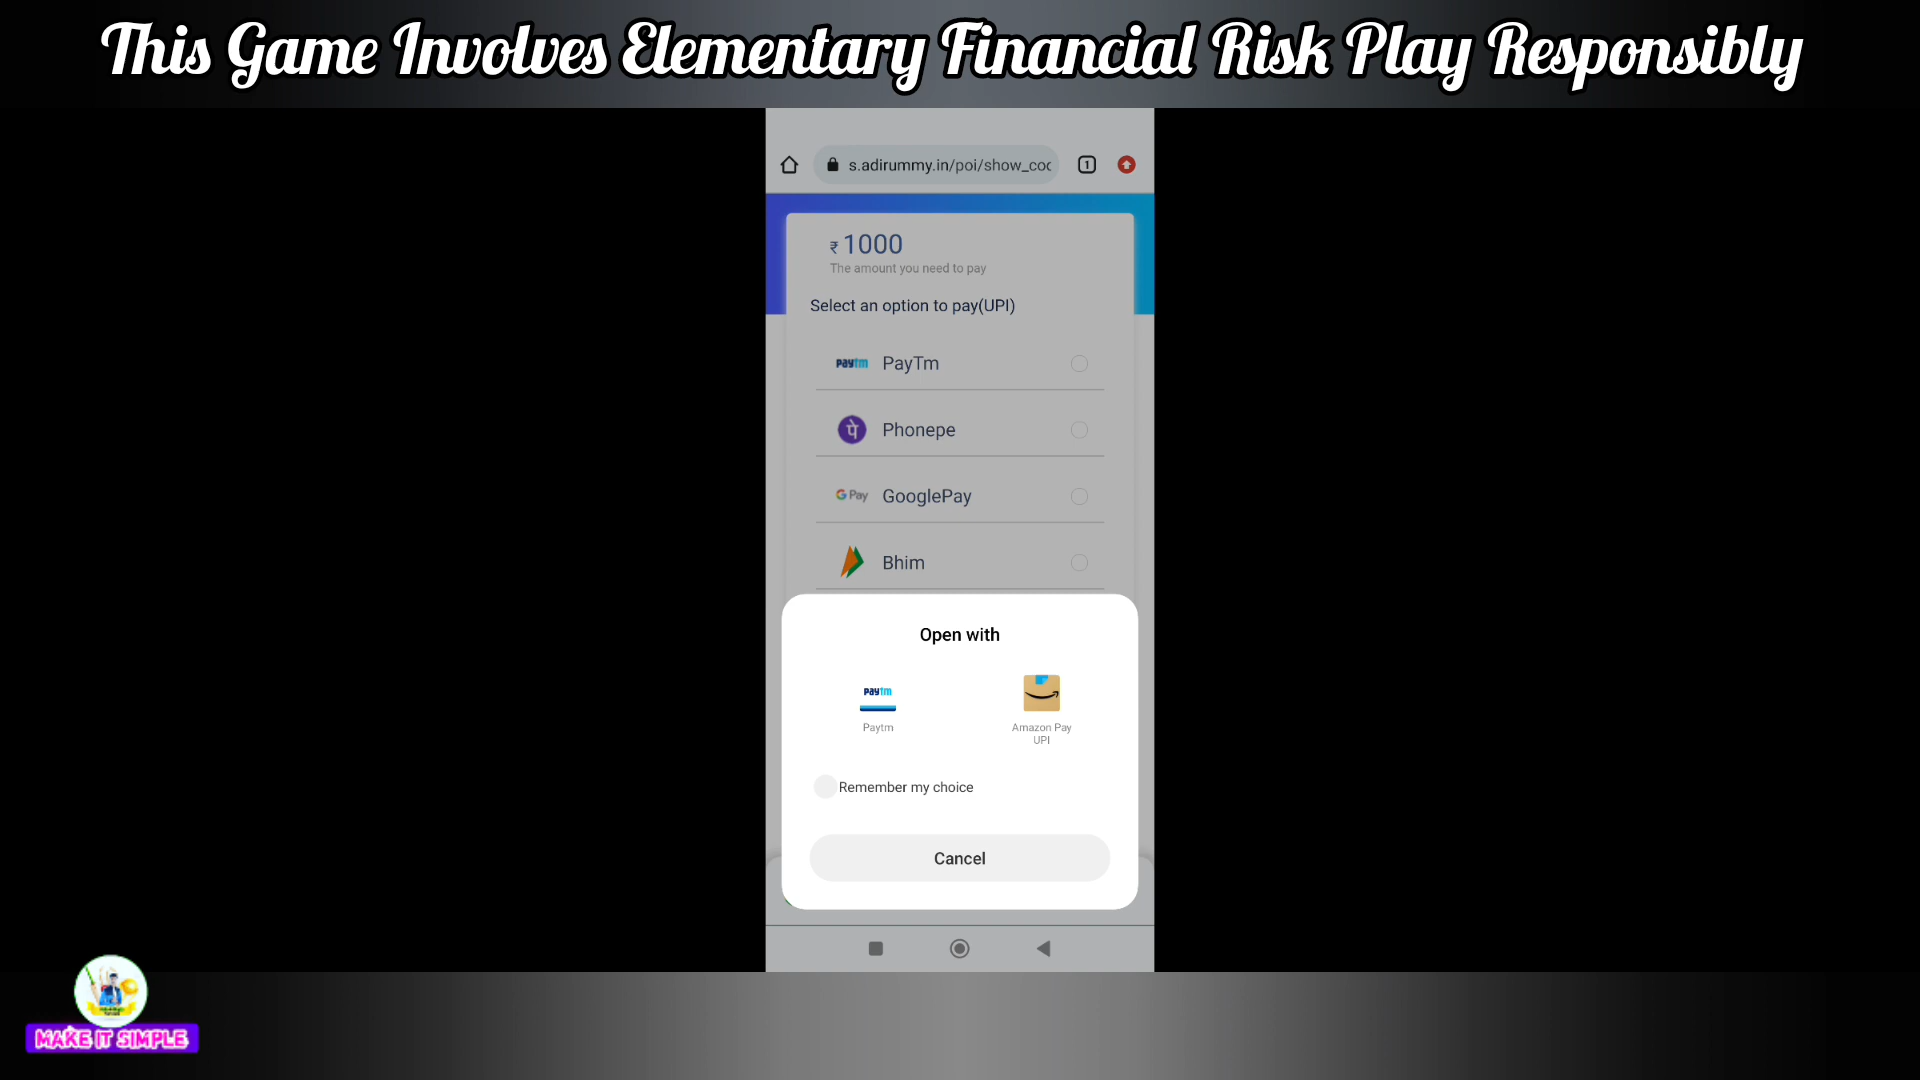 This Game Involves Elementary Financial Risk Play Responsibly
s.adirummy.in/poi/show_coc
1
₹ 1000
The amount you need to pay
Select an option to pay(UPI)
paytm PayTm
पे Phonepe
G Pay GooglePay
Bhim
Open with
paytm
Paytm
Amazon Pay
UPI
Remember my choice
Cancel
MAKE IT SIMPLE